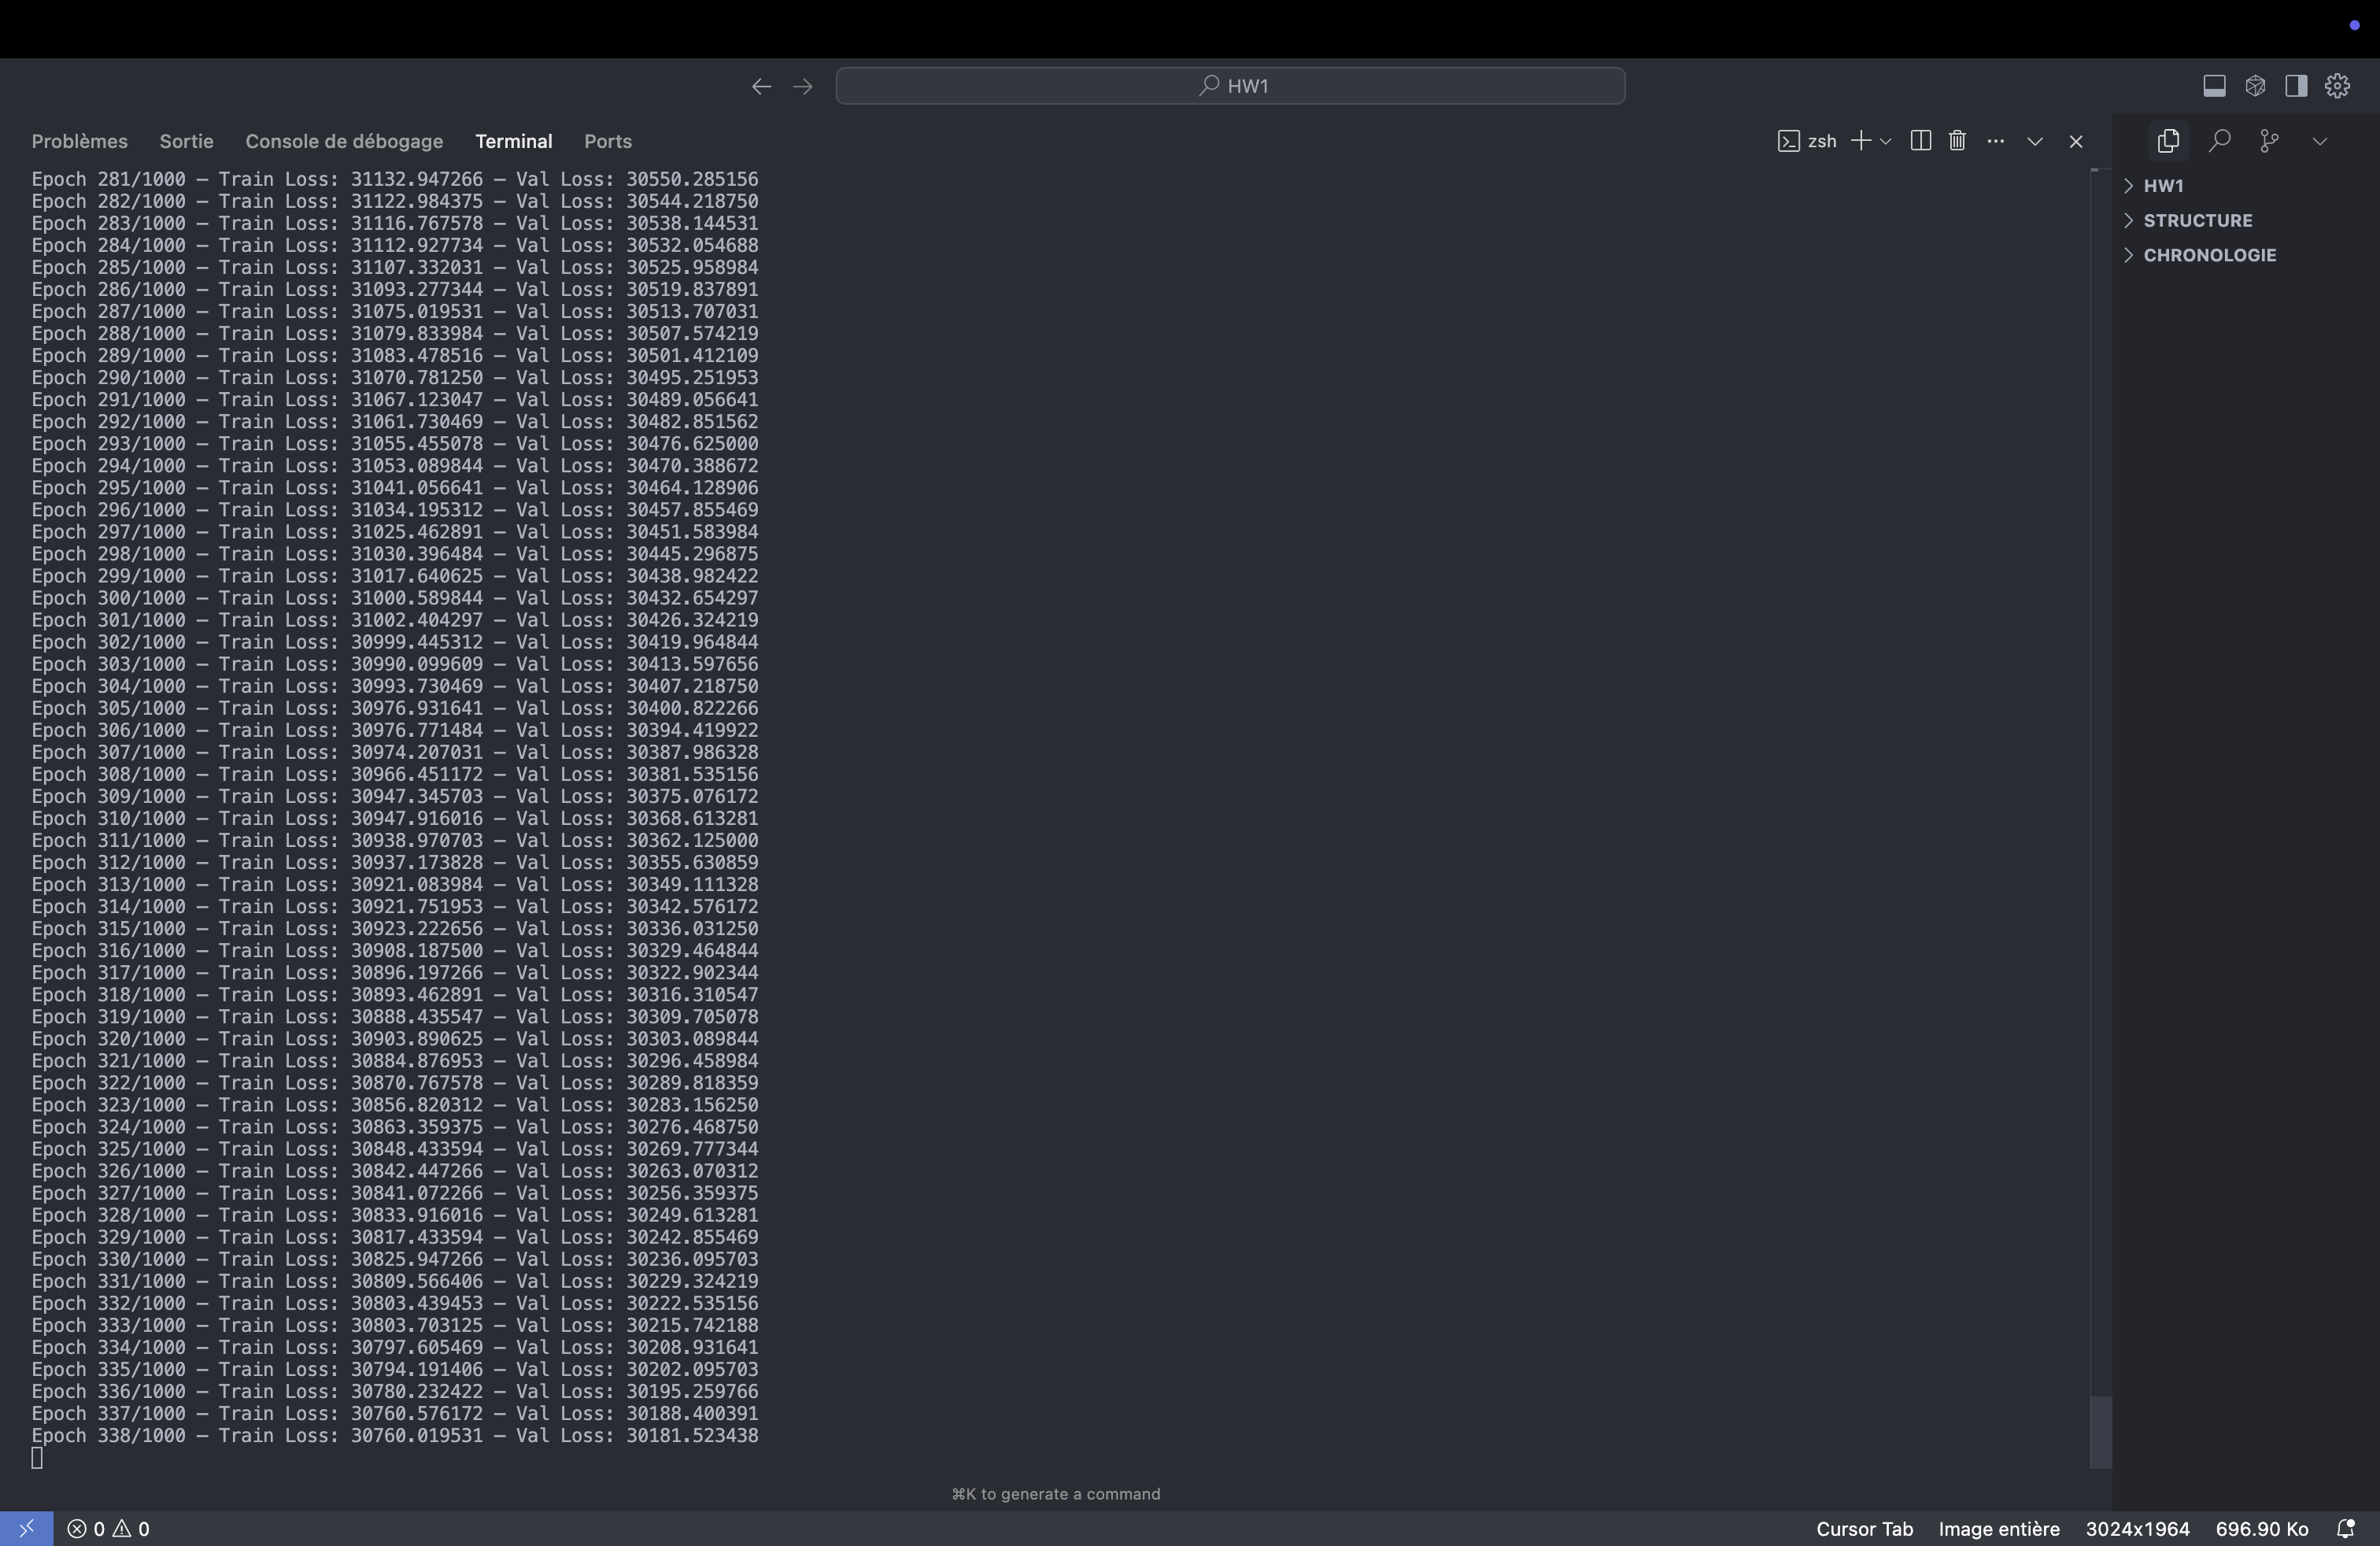 HW1
Problèmes Sortie Console de débogage Terminal Ports
zsh
Epoch 281/1000 — Train Loss: 31132.947266 — Val Loss: 30550.285156
Epoch 282/1000 — Train Loss: 31122.984375 — Val Loss: 30544.218750
Epoch 283/1000 — Train Loss: 31116.767578 — Val Loss: 30538.144531
Epoch 284/1000 — Train Loss: 31112.927734 — Val Loss: 30532.054688
Epoch 285/1000 — Train Loss: 31107.332031 — Val Loss: 30525.958984
Epoch 286/1000 — Train Loss: 31093.277344 — Val Loss: 30519.837891
Epoch 287/1000 — Train Loss: 31075.019531 — Val Loss: 30513.707031
Epoch 288/1000 — Train Loss: 31079.833984 — Val Loss: 30507.574219
Epoch 289/1000 — Train Loss: 31083.478516 — Val Loss: 30501.412109
Epoch 290/1000 — Train Loss: 31070.781250 — Val Loss: 30495.251953
Epoch 291/1000 — Train Loss: 31067.123047 — Val Loss: 30489.056641
Epoch 292/1000 — Train Loss: 31061.730469 — Val Loss: 30482.851562
Epoch 293/1000 — Train Loss: 31055.455078 — Val Loss: 30476.625000
Epoch 294/1000 — Train Loss: 31053.089844 — Val Loss: 30470.388672
Epoch 295/1000 — Train Loss: 31041.056641 — Val Loss: 30464.128906
Epoch 296/1000 — Train Loss: 31034.195312 — Val Loss: 30457.855469
Epoch 297/1000 — Train Loss: 31025.462891 — Val Loss: 30451.583984
Epoch 298/1000 — Train Loss: 31030.396484 — Val Loss: 30445.296875
Epoch 299/1000 — Train Loss: 31017.640625 — Val Loss: 30438.982422
Epoch 300/1000 — Train Loss: 31000.589844 — Val Loss: 30432.654297
Epoch 301/1000 — Train Loss: 31002.404297 — Val Loss: 30426.324219
Epoch 302/1000 — Train Loss: 30999.445312 — Val Loss: 30419.964844
Epoch 303/1000 — Train Loss: 30990.099609 — Val Loss: 30413.597656
Epoch 304/1000 — Train Loss: 30993.730469 — Val Loss: 30407.218750
Epoch 305/1000 — Train Loss: 30976.931641 — Val Loss: 30400.822266
Epoch 306/1000 — Train Loss: 30976.771484 — Val Loss: 30394.419922
Epoch 307/1000 — Train Loss: 30974.207031 — Val Loss: 30387.986328
Epoch 308/1000 — Train Loss: 30966.451172 — Val Loss: 30381.535156
Epoch 309/1000 — Train Loss: 30947.345703 — Val Loss: 30375.076172
Epoch 310/1000 — Train Loss: 30947.916016 — Val Loss: 30368.613281
Epoch 311/1000 — Train Loss: 30938.970703 — Val Loss: 30362.125000
Epoch 312/1000 — Train Loss: 30937.173828 — Val Loss: 30355.630859
Epoch 313/1000 — Train Loss: 30921.083984 — Val Loss: 30349.111328
Epoch 314/1000 — Train Loss: 30921.751953 — Val Loss: 30342.576172
Epoch 315/1000 — Train Loss: 30923.222656 — Val Loss: 30336.031250
Epoch 316/1000 — Train Loss: 30908.187500 — Val Loss: 30329.464844
Epoch 317/1000 — Train Loss: 30896.197266 — Val Loss: 30322.902344
Epoch 318/1000 — Train Loss: 30893.462891 — Val Loss: 30316.310547
Epoch 319/1000 — Train Loss: 30888.435547 — Val Loss: 30309.705078
Epoch 320/1000 — Train Loss: 30903.890625 — Val Loss: 30303.089844
Epoch 321/1000 — Train Loss: 30884.876953 — Val Loss: 30296.458984
Epoch 322/1000 — Train Loss: 30870.767578 — Val Loss: 30289.818359
Epoch 323/1000 — Train Loss: 30856.820312 — Val Loss: 30283.156250
Epoch 324/1000 — Train Loss: 30863.359375 — Val Loss: 30276.468750
Epoch 325/1000 — Train Loss: 30848.433594 — Val Loss: 30269.777344
Epoch 326/1000 — Train Loss: 30842.447266 — Val Loss: 30263.070312
Epoch 327/1000 — Train Loss: 30841.072266 — Val Loss: 30256.359375
Epoch 328/1000 — Train Loss: 30833.916016 — Val Loss: 30249.613281
Epoch 329/1000 — Train Loss: 30817.433594 — Val Loss: 30242.855469
Epoch 330/1000 — Train Loss: 30825.947266 — Val Loss: 30236.095703
Epoch 331/1000 — Train Loss: 30809.566406 — Val Loss: 30229.324219
Epoch 332/1000 — Train Loss: 30803.439453 — Val Loss: 30222.535156
Epoch 333/1000 — Train Loss: 30803.703125 — Val Loss: 30215.742188
Epoch 334/1000 — Train Loss: 30797.605469 — Val Loss: 30208.931641
Epoch 335/1000 — Train Loss: 30794.191406 — Val Loss: 30202.095703
Epoch 336/1000 — Train Loss: 30780.232422 — Val Loss: 30195.259766
Epoch 337/1000 — Train Loss: 30760.576172 — Val Loss: 30188.400391
Epoch 338/1000 — Train Loss: 30760.019531 — Val Loss: 30181.523438
⌘K to generate a command
HW1
STRUCTURE
CHRONOLOGIE
0 0
Cursor Tab Image entière 3024x1964 696.90 Ko